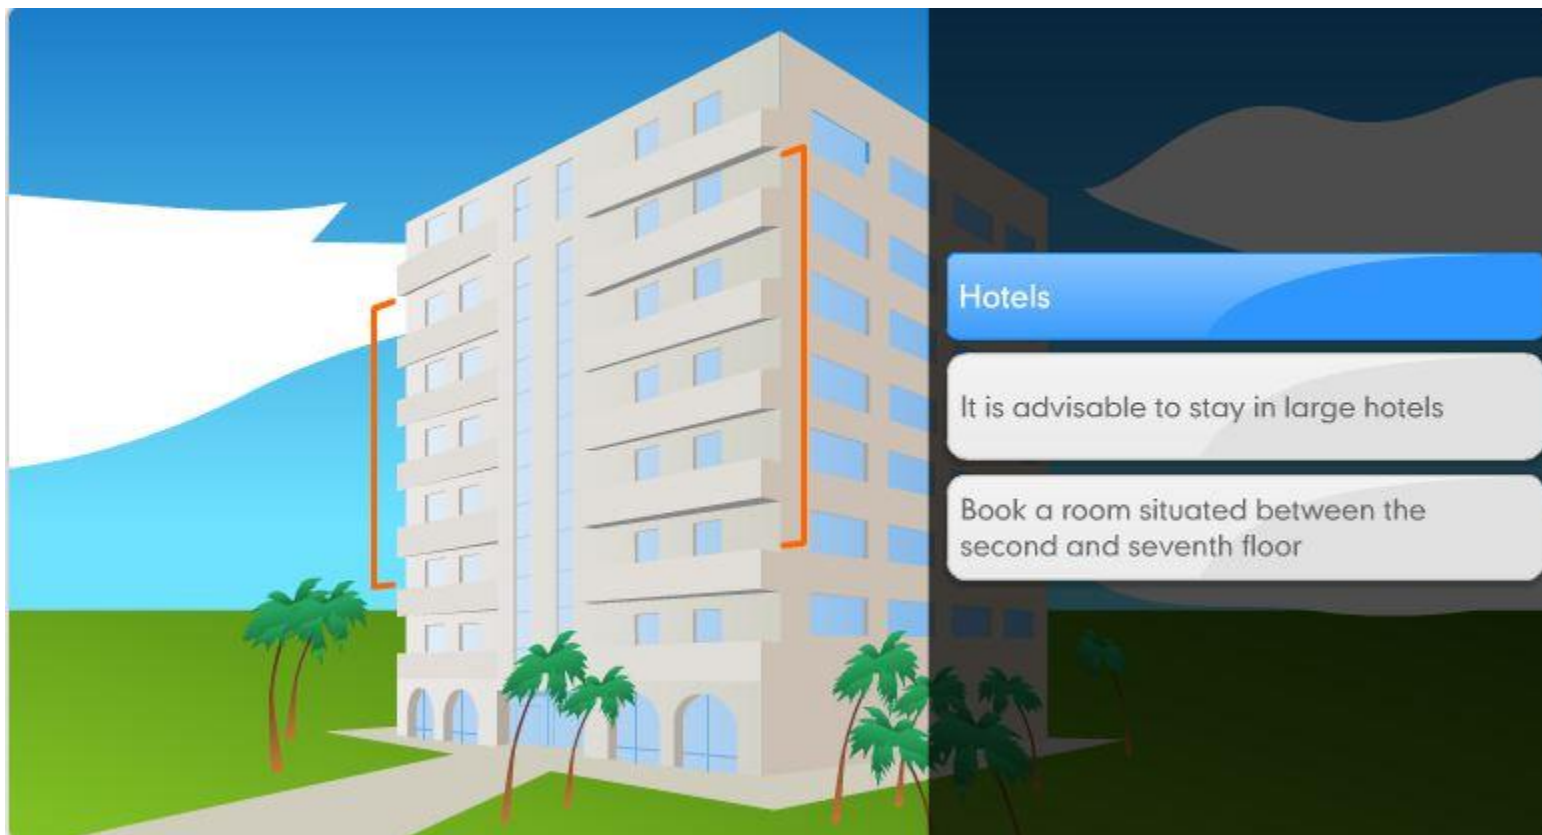 Hotels
It is advisable to stay in large hotels
Book a room situated between the
second and seventh floor